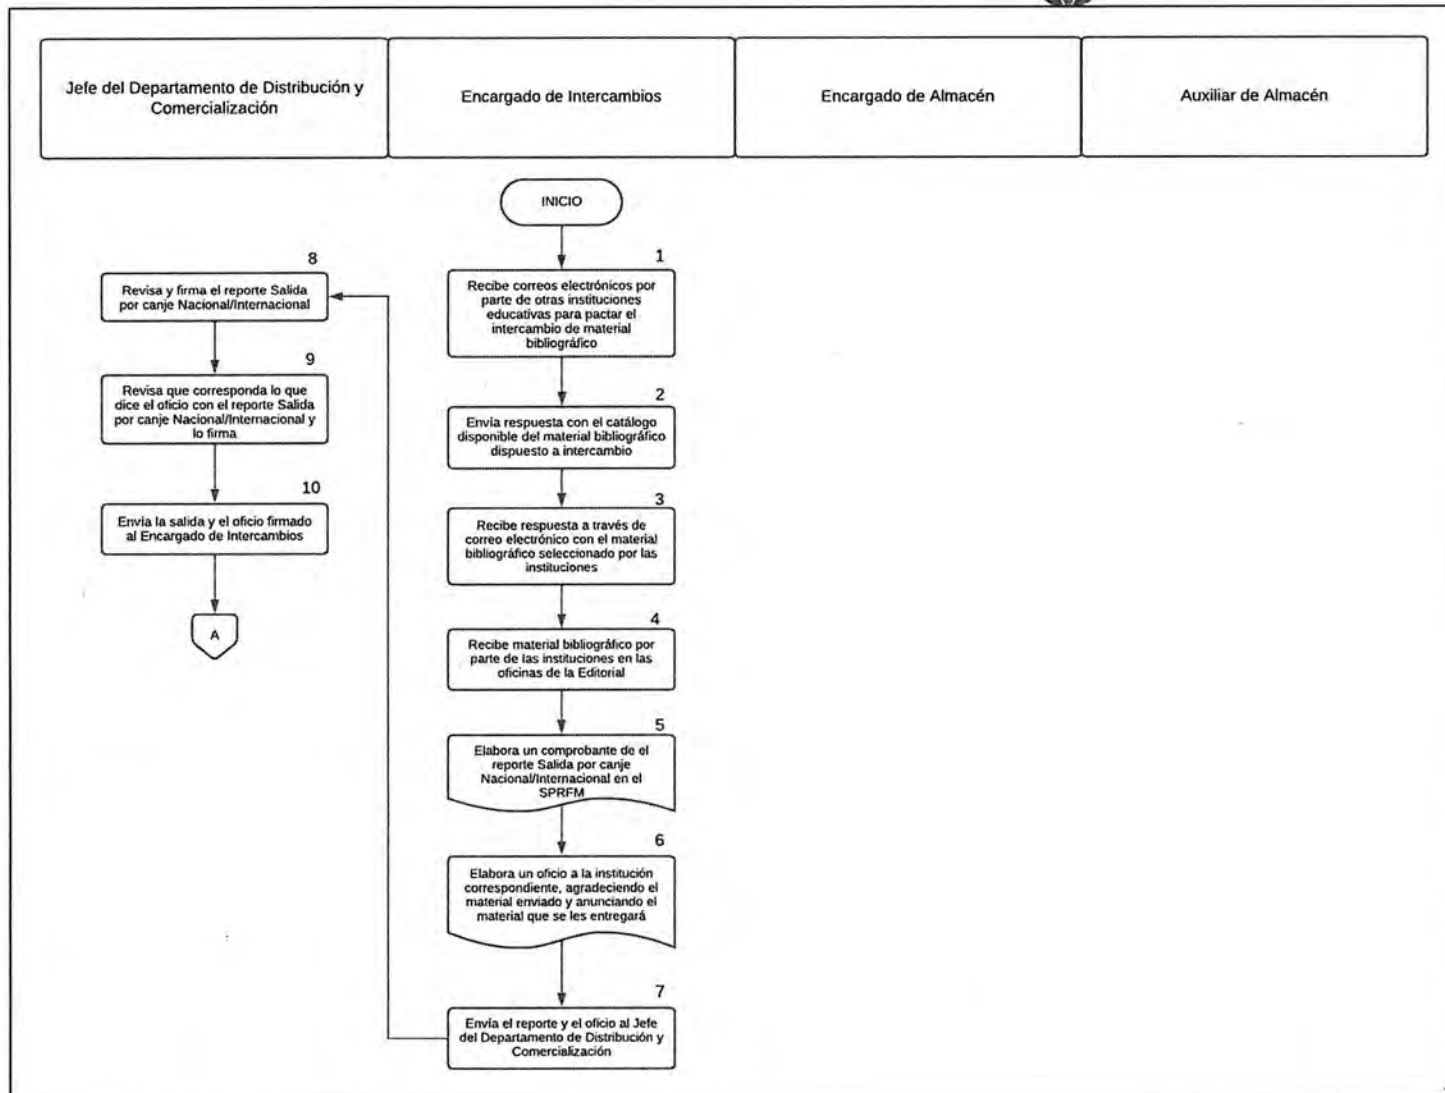 Jefe del Departamento de Distribución y
Comercialización
Encargado de Intercambios
Encargado de Almacén
Auxiliar de Almacén
INICIO
1
Recibe correos electrónicos por
parte de otras instituciones
educativas para pactar el
intercambio de material
bibliográfico
2
Envía respuesta con el catálogo
disponible del material bibliográfico
dispuesto a intercambio
3
Recibe respuesta a través de
correo electrónico con el material
bibliográfico seleccionado por las
instituciones
4
Recibe material bibliográfico por
parte de las instituciones en las
oficinas de la Editorial
5
Elabora un comprobante de el
reporte Salida por canje
Nacional/Internacional en el
SPRFM
6
Elabora un oficio a la institución
correspondiente, agradeciendo el
material enviado y anunciando el
material que se les entregará
7
Envía el reporte y el oficio al Jefe
del Departamento de Distribución y
Comercialización
8
Revisa y firma el reporte Salida
por canje Nacional/Internacional
9
Revisa que corresponda lo que
dice el oficio con el reporte Salida
por canje Nacional/Internacional y
lo firma
10
Envía la salida y el oficio firmado
al Encargado de Intercambios
A